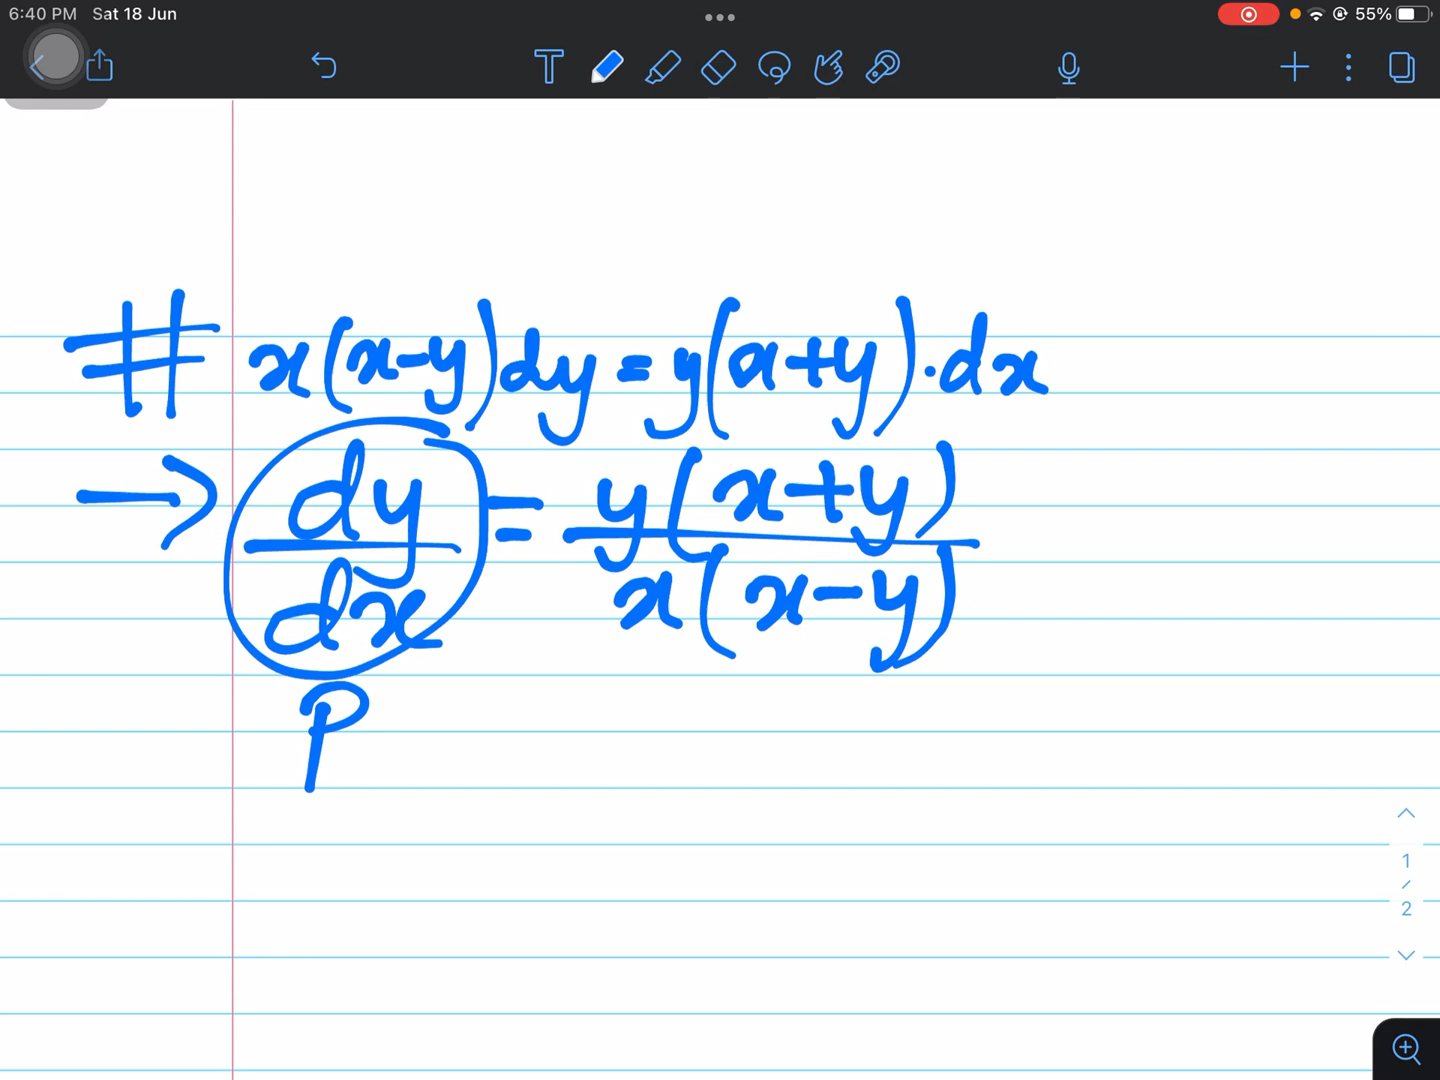 6:40 PM Sat 18 Jun 55%
# x(x-y)dy = y(x+y).dx
→ dy/dx = y(x+y)/x(x-y)
P
1
/
2